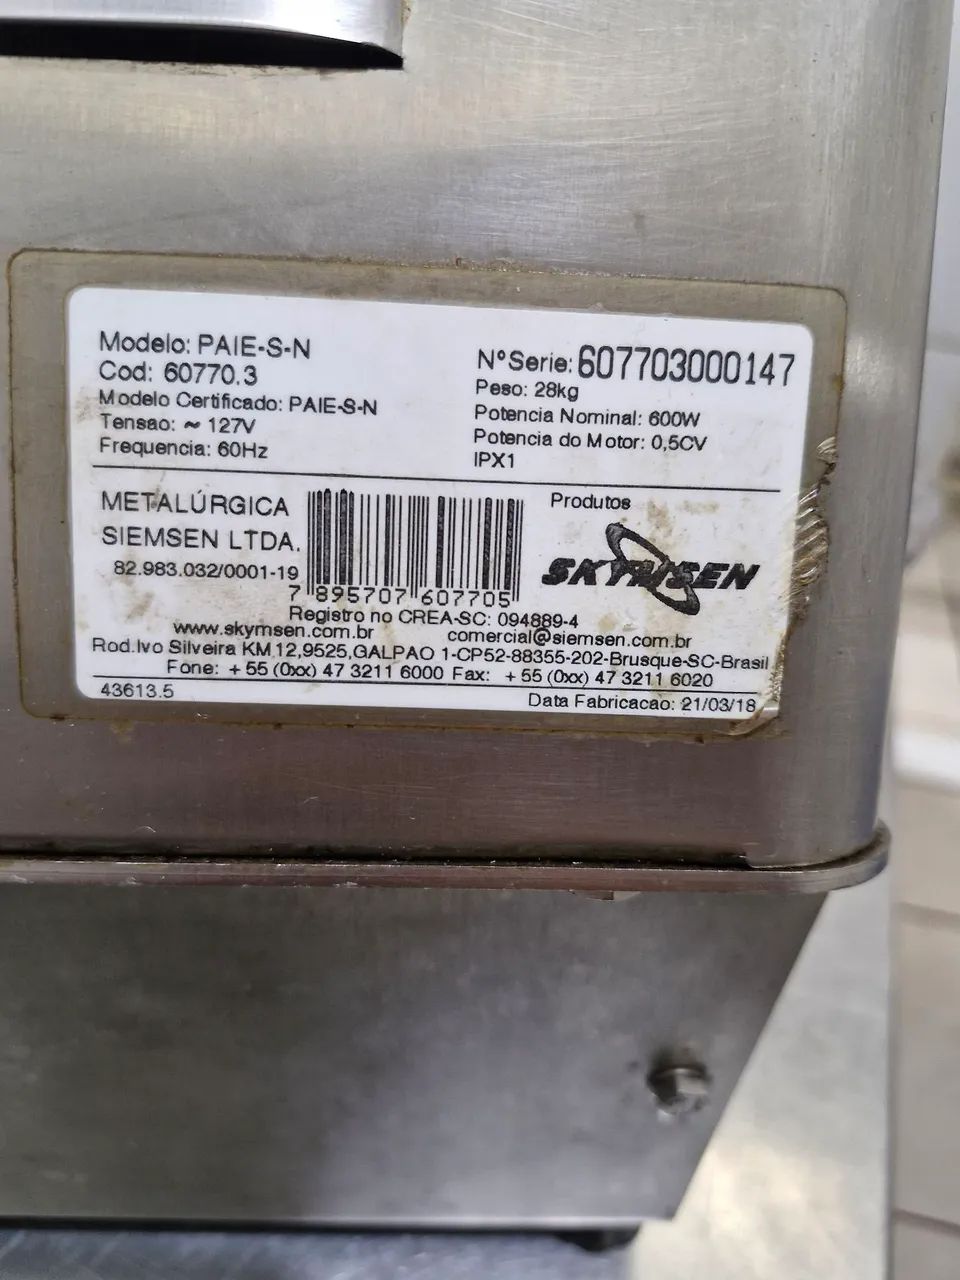 Modelo: PAIE-S-N
Cod: 60770.3
Modelo Certificado: PAIE-S-N
Tensao: ~ 127V
Frequencia: 60Hz
Nº Serie: 607703000147
Peso: 28kg
Potencia Nominal: 600W
Potencia do Motor: 0,5CV
IPX1
METALÚRGICA
SIEMSEN LTDA.
82.983.032/0001-19
7 895707 607705
Produtos
SKYMSEN
Registro no CREA-SC: 094889-4
www.skymsen.com.br comercial@siemsen.com.br
Rod.Ivo Silveira KM 12,9525,GALPAO 1-CP52-88355-202-Brusque-SC-Brasil
Fone: +55 (0xx) 47 3211 6000 Fax: +55 (0xx) 47 3211 6020
43613.5
Data Fabricacao: 21/03/18